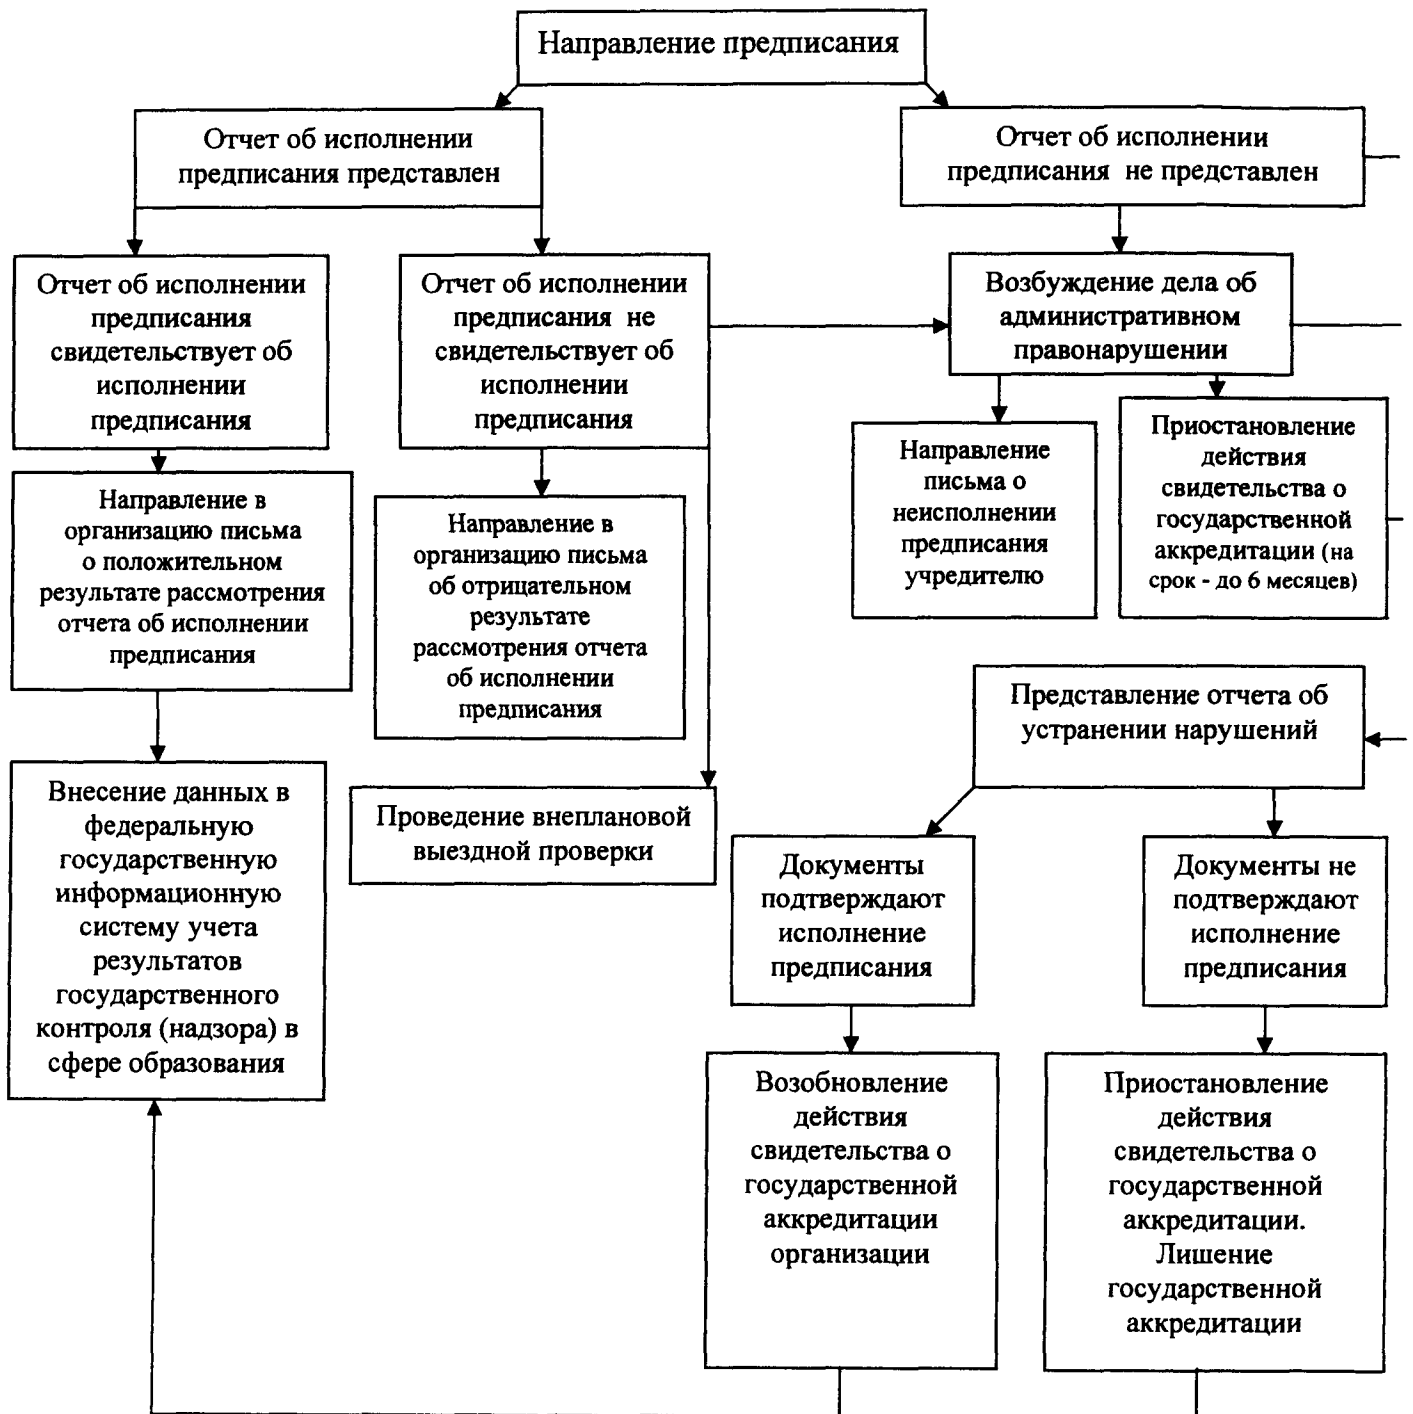 Направление предписания
Отчет об исполнении
предписания представлен
Отчет об исполнении
предписания не представлен
Отчет об исполнении
предписания
свидетельствует об
исполнении
предписания
Отчет об исполнении
предписания не
свидетельствует об
исполнении
предписания
Возбуждение дела об
административном
правонарушении
Направление
письма о
неисполнении
предписания
учредителю
Приостановление
действия
свидетельства о
государственной
аккредитации (на
срок - до 6 месяцев)
Направление в
организацию письма
о положительном
результате рассмотрения
отчета об исполнении
предписания
Направление в
организацию письма
об отрицательном
результате
рассмотрения отчета
об исполнении
предписания
Представление отчета об
устранении нарушений
Внесение данных в
федеральную
государственную
информационную
систему учета
результатов
государственного
контроля (надзора) в
сфере образования
Проведение внеплановой
выездной проверки
Документы
подтверждают
исполнение
предписания
Документы не
подтверждают
исполнение
предписания
Возобновление
действия
свидетельства о
государственной
аккредитации
организации
Приостановление
действия
свидетельства о
государственной
аккредитации.
Лишение
государственной
аккредитации